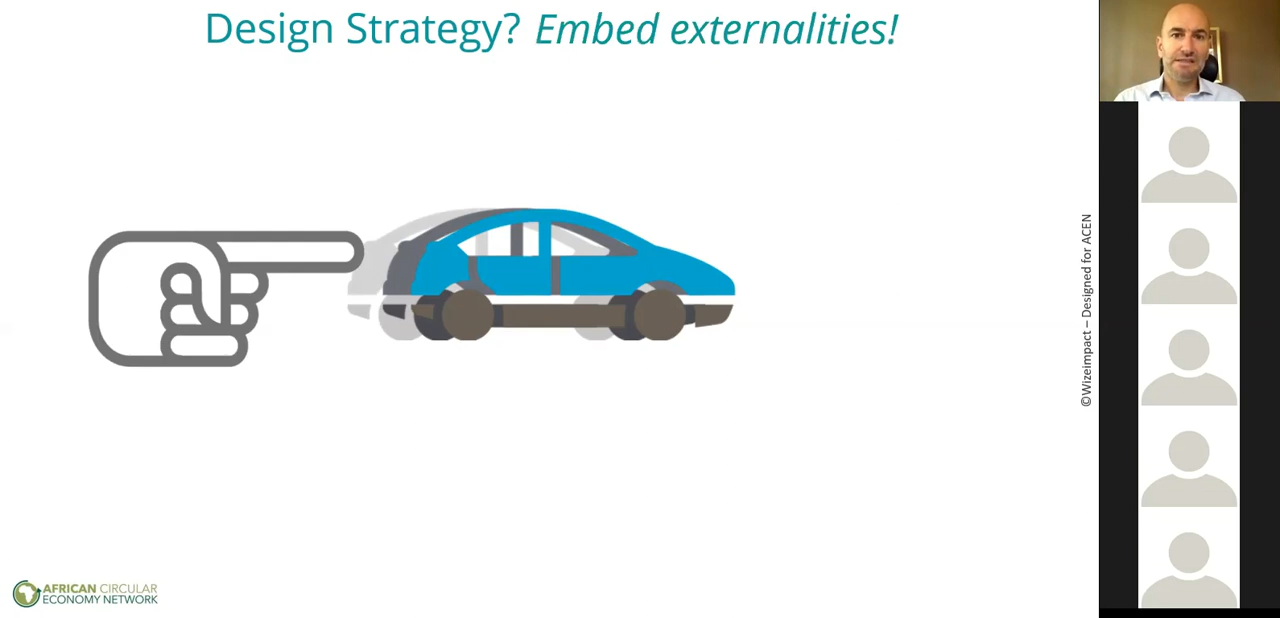 Design Strategy? Embed externalities!
©Wizeimpact – Designed for ACEN
AFRICAN CIRCULAR
ECONOMY NETWORK